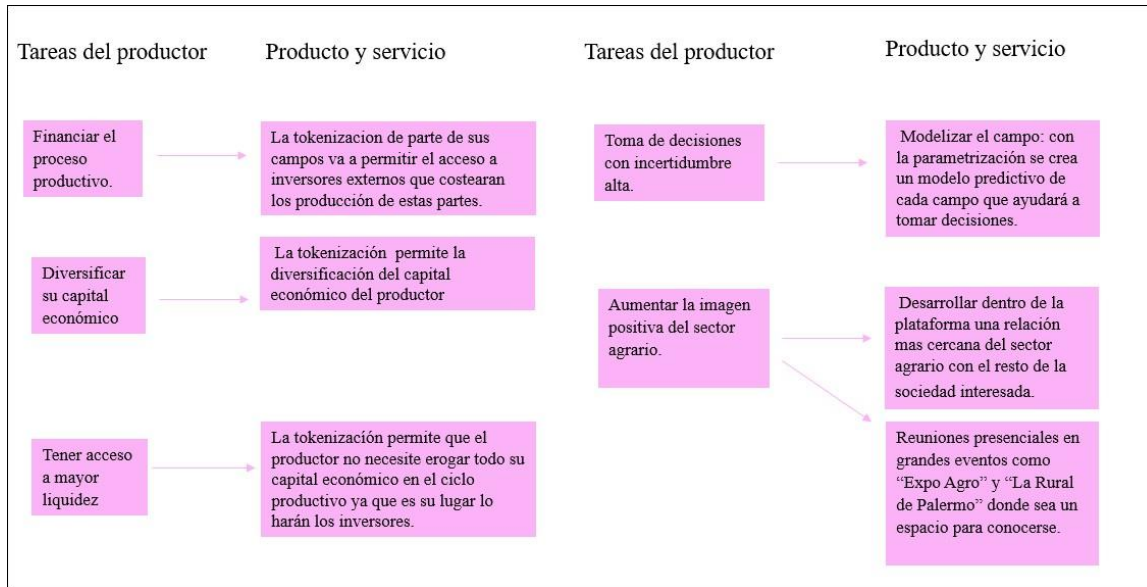 Tareas del productor
Producto y servicio
Financiar el
proceso
productivo.
La tokenizacion de parte de sus
campos va a permitir el acceso a
inversores externos que costearan
los producción de estas partes.
Diversificar
su capital
económico
La tokenización  permite la
diversificación del capital
económico del productor
Tener acceso
a mayor
liquidez
La tokenizacíón permite que el
productor no necesite erogar todo su
capital económico en el ciclo
productivo ya que es su lugar lo
harán los inversores.
Tareas del productor
Producto y servicio
Toma de decisiones
con incertidumbre
alta.
Modelizar el campo: con
la parametrización se crea
un modelo predictivo de
cada campo que ayudará a
tomar decisiones.
Aumentar la imagen
positiva del sector
agrario.
Desarrollar dentro de la
plataforma una relación
mas cercana del sector
agrario con el resto de la
sociedad interesada.
Reuniones presenciales en
grandes eventos como
“Expo Agro” y “La Rural
de Palermo” donde sea un
espacio para conocerse.